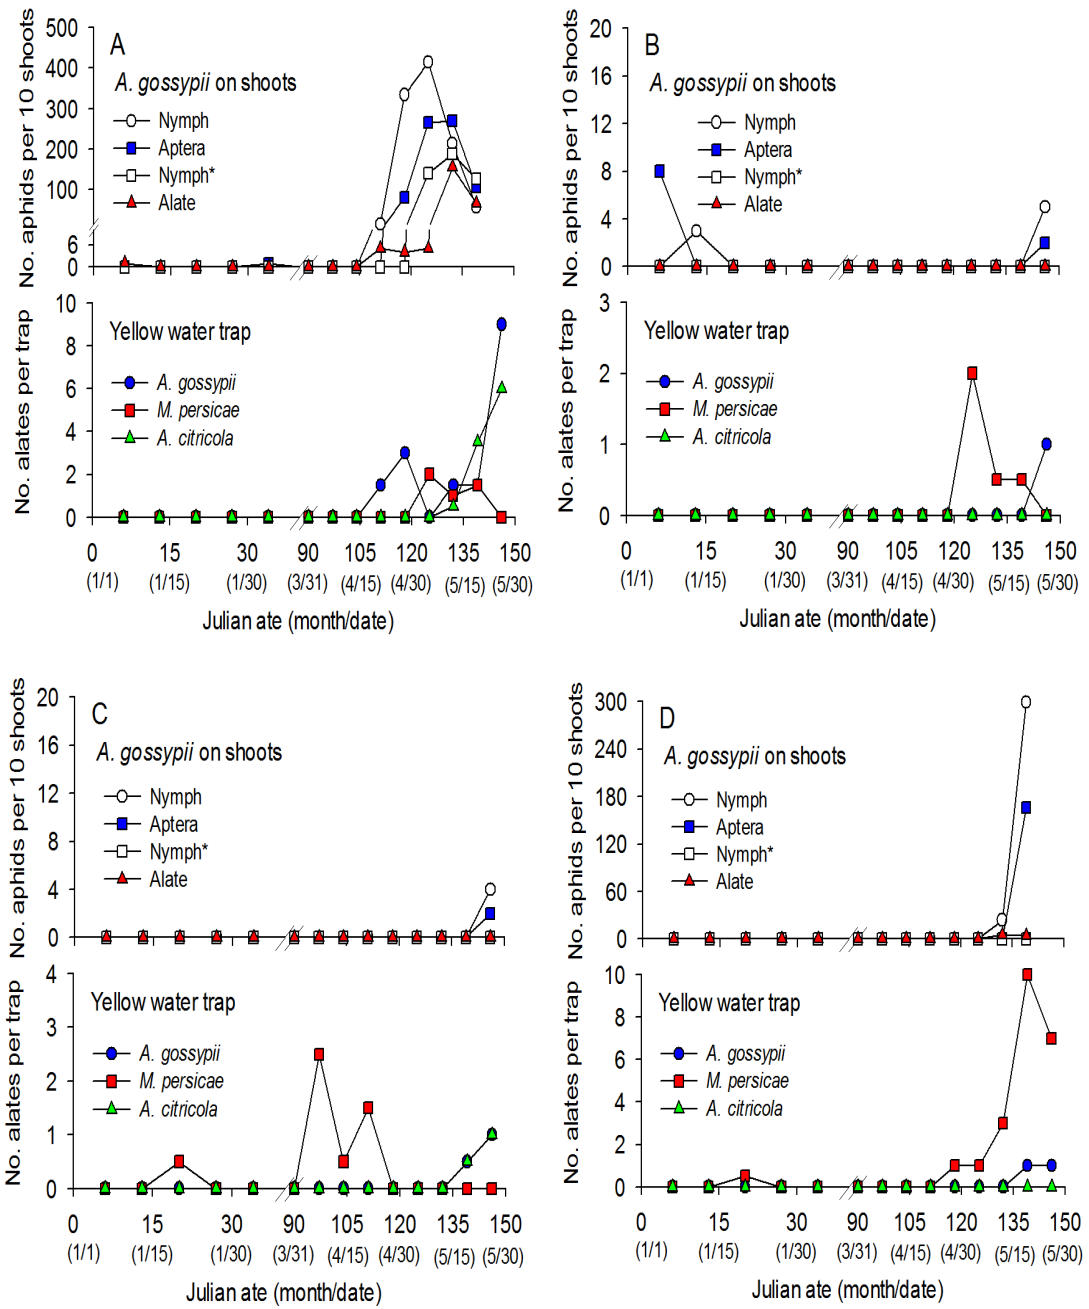 A
A. gossypii on shoots
Nymph
Aptera
Nymph*
Alate
No. aphids per 10 shoots
500
400
300
200
100
6
0
Yellow water trap
A. gossypii
M. persicae
A. citricola
No. alates per trap
10
8
6
4
2
0
0 15 30 90 105 120 135 150
(1/1) (1/15) (1/30) (3/31) (4/15) (4/30) (5/15) (5/30)
Julian ate (month/date)
B
A. gossypii on shoots
Nymph
Aptera
Nymph*
Alate
No. aphids per 10 shoots
20
16
12
8
4
0
Yellow water trap
A. gossypii
M. persicae
A. citricola
No. alates per trap
3
2
1
0
0 15 30 90 105 120 135 150
(1/1) (1/15) (1/30) (3/31) (4/15) (4/30) (5/15) (5/30)
Julian ate (month/date)
C
A. gossypii on shoots
Nymph
Aptera
Nymph*
Alate
No. aphids per 10 shoots
20
16
12
8
4
0
Yellow water trap
A. gossypii
M. persicae
A. citricola
No. alates per trap
4
3
2
1
0
0 15 30 90 105 120 135 150
(1/1) (1/15) (1/30) (3/31) (4/15) (4/30) (5/15) (5/30)
Julian ate (month/date)
D
A. gossypii on shoots
Nymph
Aptera
Nymph*
Alate
No. aphids per 10 shoots
300
240
180
120
60
0
Yellow water trap
A. gossypii
M. persicae
A. citricola
No. alates per trap
10
8
6
4
2
0
0 15 30 90 105 120 135 150
(1/1) (1/15) (1/30) (3/31) (4/15) (4/30) (5/15) (5/30)
Julian ate (month/date)